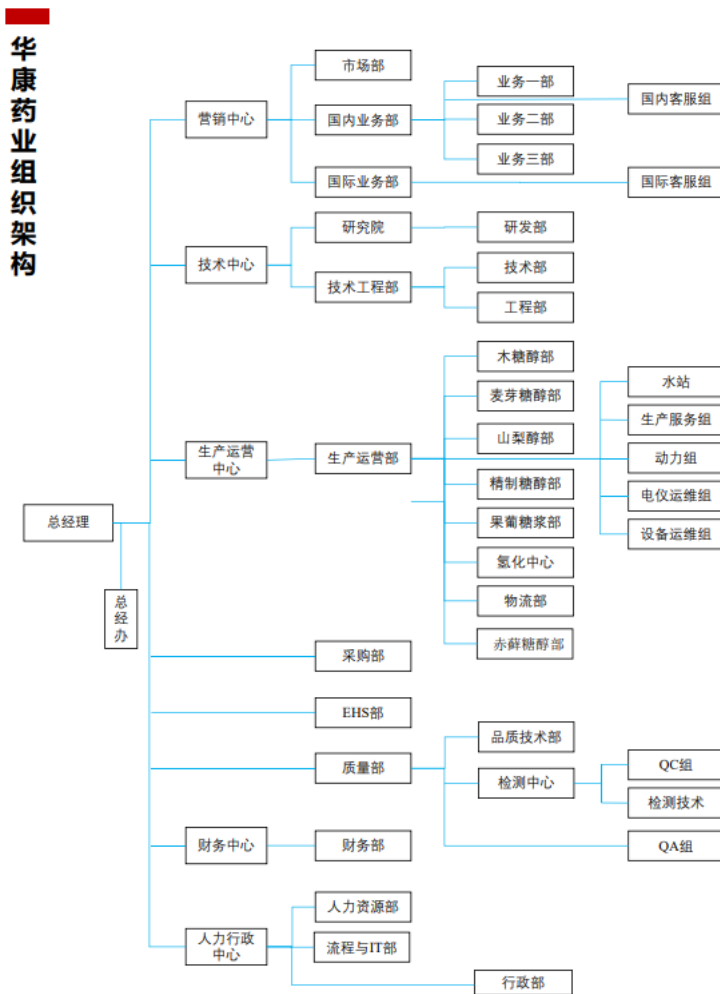 华康药业组织架构
市场部
营销中心
国内业务部
国际业务部
业务一部
业务二部
业务三部
国内客服组
国际客服组
技术中心
研究院
技术工程部
研发部
技术部
工程部
生产运营
中心
生产运营部
木糖醇部
麦芽糖醇部
山梨醇部
精制糖醇部
果葡糖浆部
氢化中心
物流部
赤藓糖醇部
水站
生产服务组
动力组
电仪运维组
设备运维组
总经理
总经办
采购部
EHS部
质量部
品质技术部
检测中心
QC组
检测技术
QA组
财务中心
财务部
人力行政
中心
人力资源部
流程与IT部
行政部